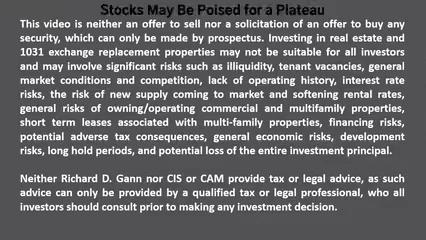 Stocks May Be Poised for a Plateau
This video is neither an offer to sell nor a solicitation of an offer to buy any
security, which can only be made by prospectus. Investing in real estate and
1031 exchange replacement properties may not be suitable for all investors
and may involve significant risks such as illiquidity, tenant vacancies, general
market conditions and competition, lack of operating history, interest rate
risks, the risk of new supply coming to market and softening rental rates,
general risks of owning/operating commercial and multifamily properties,
short term leases associated with multi-family properties, financing risks,
potential adverse tax consequences, general economic risks, development
risks, long hold periods, and potential loss of the entire investment principal.
Neither Richard D. Gann nor CIS or CAM provide tax or legal advice, as such
advice can only be provided by a qualified tax or legal professional, who all
investors should consult prior to making any investment decision.